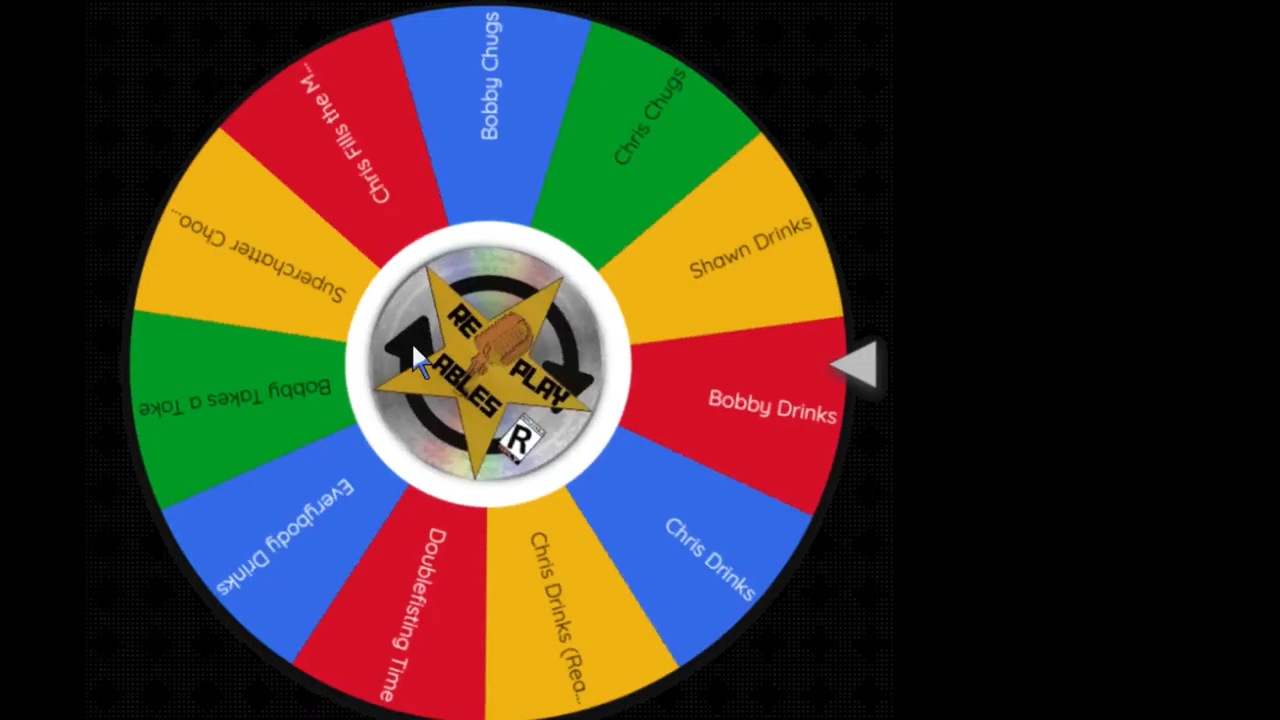 Bobby Chugs
Chris Chugs
Shawn Drinks
Bobby Drinks
Chris Drinks
Chris Drinks (Rea...
Doublefisting Time
Everybody Drinks
Bobby Takes a Toke
Superchatter Choo...
Chris Fills the M...
RE
PLAY
ABLES
R